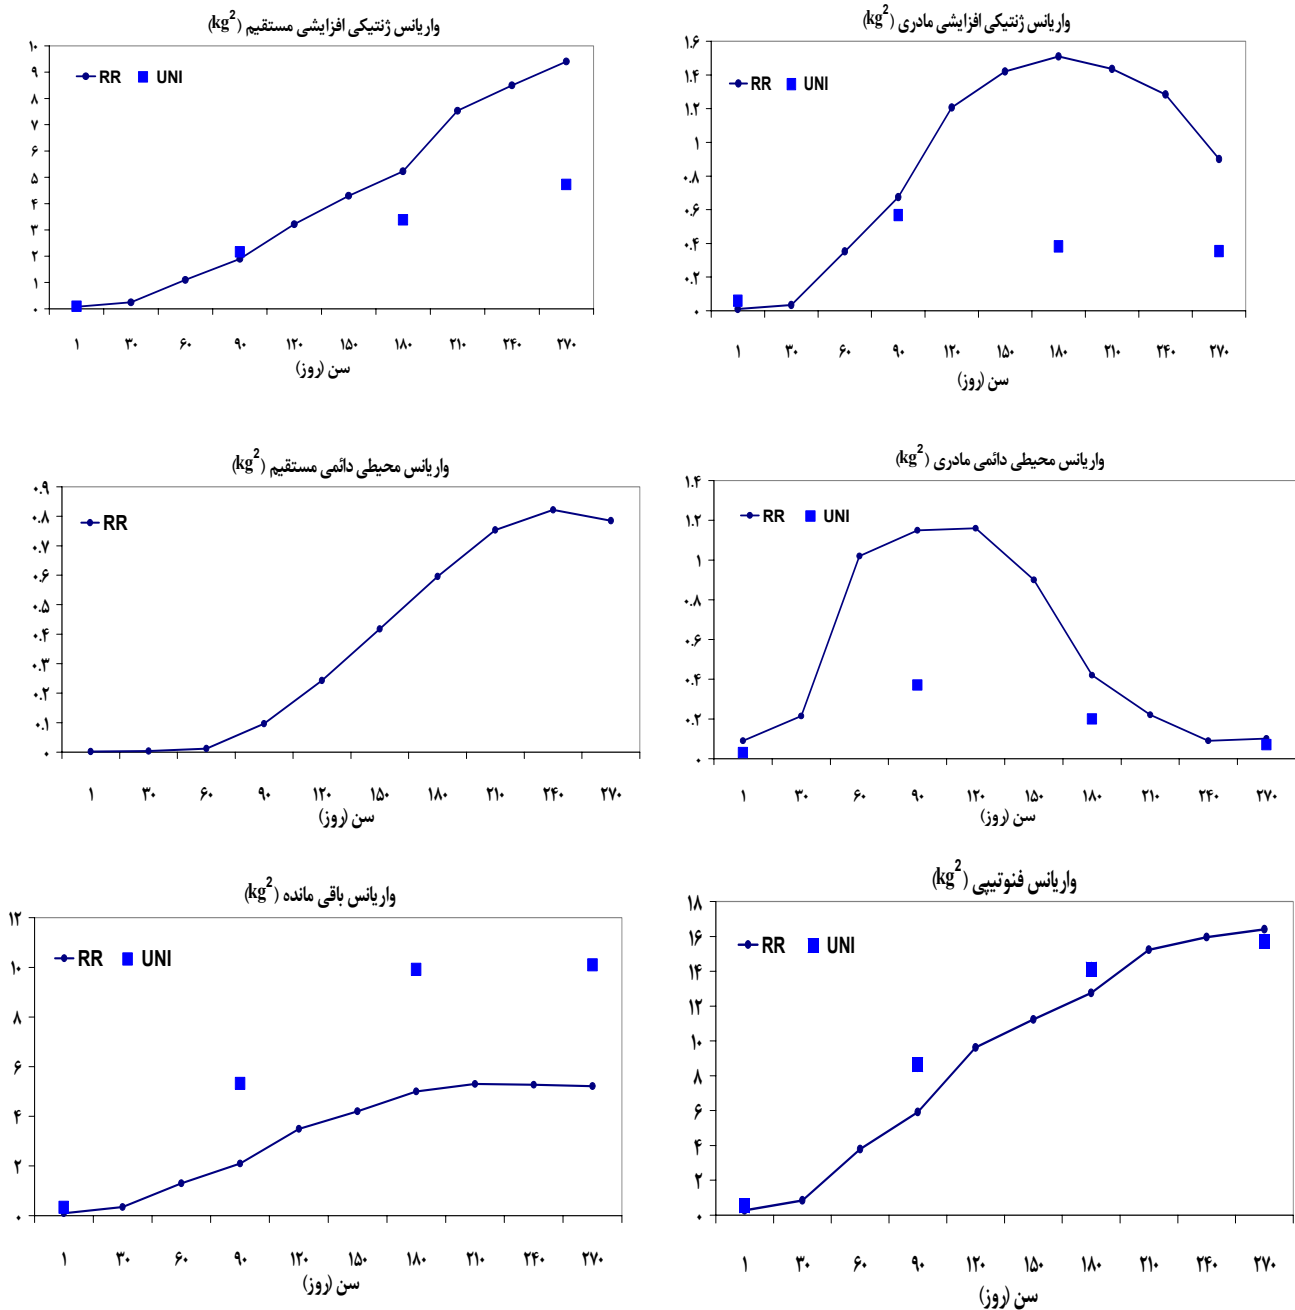 واریانس ژنتیکی افزایشی مستقیم (kg²)
RR UNI
۱۰
۹
۸
۷
۶
۵
۴
۳
۲
۱
۰
۱ ۳۰ ۶۰ ۹۰ ۱۲۰ ۱۵۰ ۱۸۰ ۲۱۰ ۲۴۰ ۲۷۰
سن (روز)
واریانس ژنتیکی افزایشی مادری (kg²)
RR UNI
۱.۶
۱.۴
۱.۲
۱
۰.۸
۰.۶
۰.۴
۰.۲
۰
۱ ۳۰ ۶۰ ۹۰ ۱۲۰ ۱۵۰ ۱۸۰ ۲۱۰ ۲۴۰ ۲۷۰
سن (روز)
واریانس محیطی دائمی مستقیم (kg²)
RR
۰.۹
۰.۸
۰.۷
۰.۶
۰.۵
۰.۴
۰.۳
۰.۲
۰.۱
۰
۱ ۳۰ ۶۰ ۹۰ ۱۲۰ ۱۵۰ ۱۸۰ ۲۱۰ ۲۴۰ ۲۷۰
سن (روز)
واریانس محیطی دائمی مادری (kg²)
RR UNI
۱.۴
۱.۲
۱
۰.۸
۰.۶
۰.۴
۰.۲
۰
۱ ۳۰ ۶۰ ۹۰ ۱۲۰ ۱۵۰ ۱۸۰ ۲۱۰ ۲۴۰ ۲۷۰
سن (روز)
واریانس باقی مانده (kg²)
RR UNI
۱۲
۱۰
۸
۶
۴
۲
۰
۱ ۳۰ ۶۰ ۹۰ ۱۲۰ ۱۵۰ ۱۸۰ ۲۱۰ ۲۴۰ ۲۷۰
سن (روز)
واریانس فنوتیپی (kg²)
RR UNI
۱۸
۱۶
۱۴
۱۲
۱۰
۸
۶
۴
۲
۰
۱ ۳۰ ۶۰ ۹۰ ۱۲۰ ۱۵۰ ۱۸۰ ۲۱۰ ۲۴۰ ۲۷۰
سن (روز)